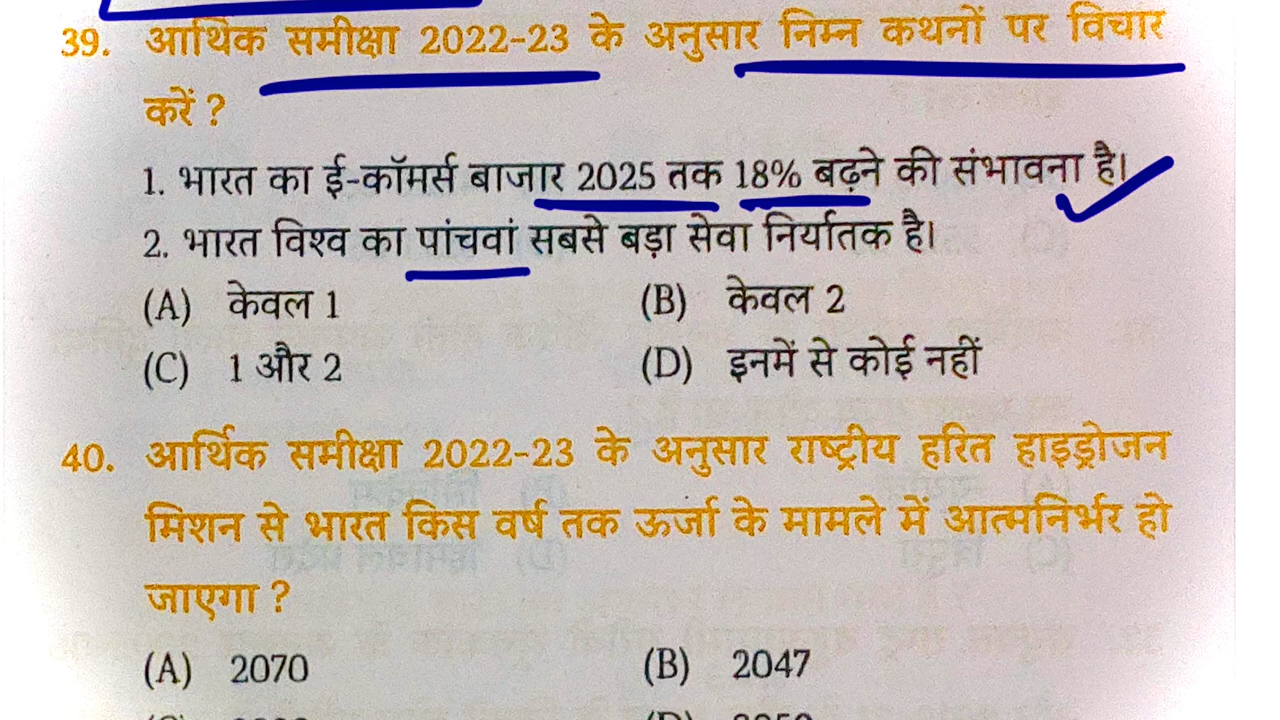 39. आर्थिक समीक्षा 2022-23 के अनुसार निम्न कथनों पर विचार
करें ?
1. भारत का ई-कॉमर्स बाजार 2025 तक 18% बढ़ने की संभावना है।
2. भारत विश्व का पांचवां सबसे बड़ा सेवा निर्यातक है।
(A) केवल 1 (B) केवल 2
(C) 1 और 2 (D) इनमें से कोई नहीं
40. आर्थिक समीक्षा 2022-23 के अनुसार राष्ट्रीय हरित हाइड्रोजन
मिशन से भारत किस वर्ष तक ऊर्जा के मामले में आत्मनिर्भर हो
जाएगा ?
(A) 2070 (B) 2047